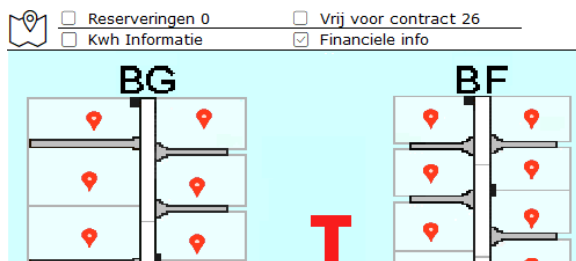 Reserveringen 0
Vrij voor contract 26
Kwh Informatie
Financiele info
BG
BF
T